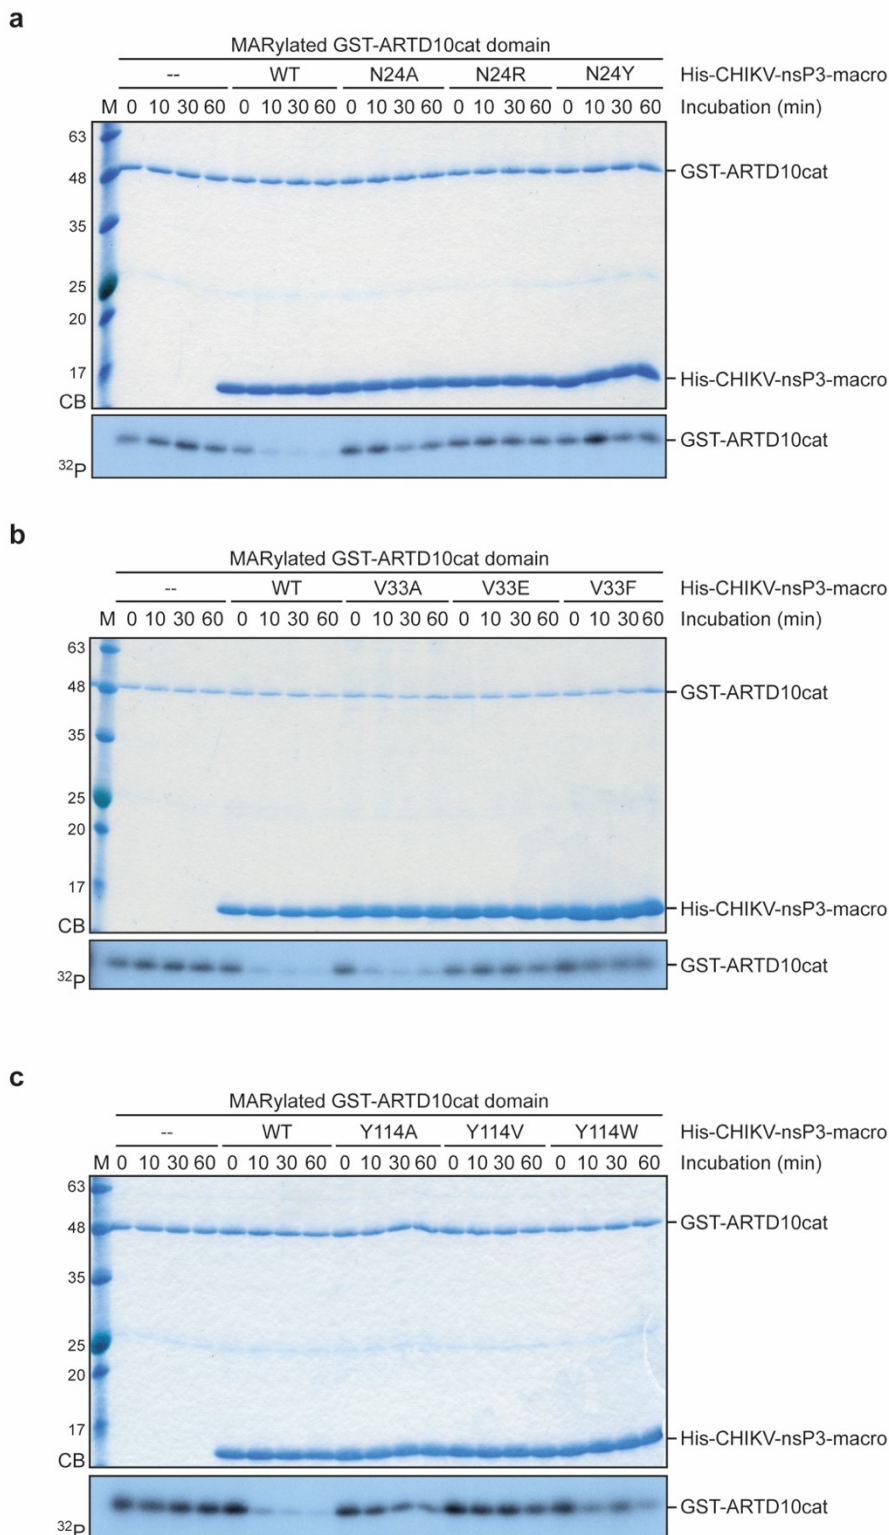 a
MARylated GST-ARTD10cat domain
-- WT N24A N24R N24Y His-CHIKV-nsP3-macro
M 0 10 30 60 0 10 30 60 0 10 30 60 0 10 30 60 0 10 30 60 Incubation (min)
63
48 GST-ARTD10cat
35
25
20
17 His-CHIKV-nsP3-macro
CB
GST-ARTD10cat
32P
b
MARylated GST-ARTD10cat domain
-- WT V33A V33E V33F His-CHIKV-nsP3-macro
M 0 10 30 60 0 10 30 60 0 10 30 60 0 10 30 60 0 10 30 60 Incubation (min)
63
48 GST-ARTD10cat
35
25
20
17
His-CHIKV-nsP3-macro
CB
GST-ARTD10cat
32P
c
MARylated GST-ARTD10cat domain
-- WT Y114A Y114V Y114W His-CHIKV-nsP3-macro
M 0 10 30 60 0 10 30 60 0 10 30 60 0 10 30 60 0 10 30 60 Incubation (min)
63
48 GST-ARTD10cat
35
25
20
17
His-CHIKV-nsP3-macro
CB
GST-ARTD10cat
32P